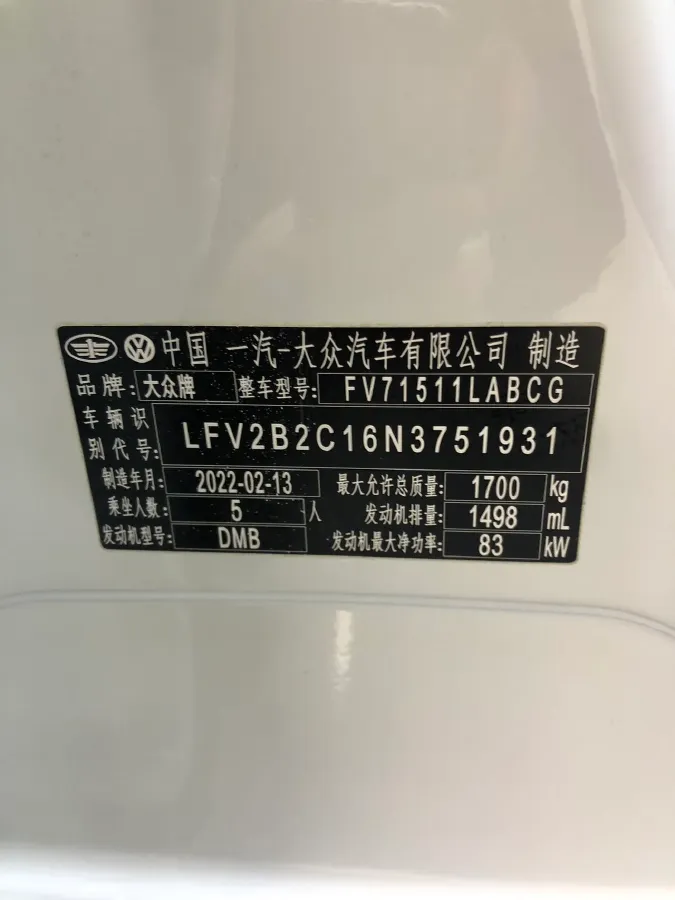 中国 一汽-大众汽车有限公司 制造
品牌: 大众牌 整车型号: FV71511LABCG
车辆识
别代号: LFV2B2C16N3751931
制造年月: 2022-02-13 最大允许总质量: 1700 kg
乘坐人数: 5 人 发动机排量: 1498 mL
发动机型号: DMB 发动机最大净功率: 83 kW